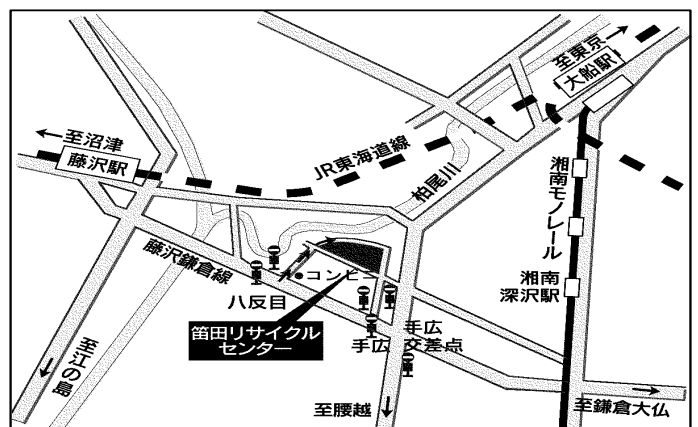 至東京
大船駅
至沼津
藤沢駅
JR東海道線
柏尾川
湘南モノレール
湘南
深沢駅
藤沢鎌倉線
コンビニ
八反目
笛田リサイクル
センター
手広
手広
交差点
至江の島
至腰越
至鎌倉大仏